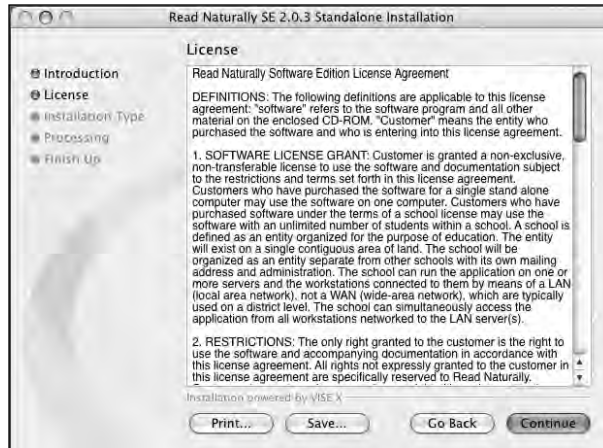 Read Naturally SE 2.0.3 Standalone Installation
License
Introduction
License
Installation Type
Processing
Finish Up
Read Naturally Software Edition License Agreement
DEFINITIONS: The following definitions are applicable to this license
agreement: "software" refers to the software program and all other
material on the enclosed CD-ROM. "Customer" means the entity who
purchased the software and who is entering into this license agreement.
1. SOFTWARE LICENSE GRANT: Customer is granted a non-exclusive,
non-transferable license to use the software and documentation subject
to the restrictions and terms set forth in this license agreement.
Customers who have purchased the software for a single stand alone
computer may use the software on one computer. Customers who have
purchased software under the terms of a school license may use the
software with an unlimited number of students within a school. A school is
defined as an entity organized for the purpose of education. The entity
will exist on a single contiguous area of land. The school will be
organized as an entity separate from other schools with its own mailing
address and administration. The school can run the application on one or
more servers and the workstations connected to them by means of a LAN
(local area network), not a WAN (wide-area network), which are typically
used on a district level. The school can simultaneously access the
application from all workstations networked to the LAN server(s).
2. RESTRICTIONS: The only right granted to the customer is the right to
use the software and accompanying documentation in accordance with
this license agreement. All rights not expressly granted to the customer in
this license agreement are specifically reserved to Read Naturally.
Installation powered by VISE X
Print...
Save...
Go Back
Continue